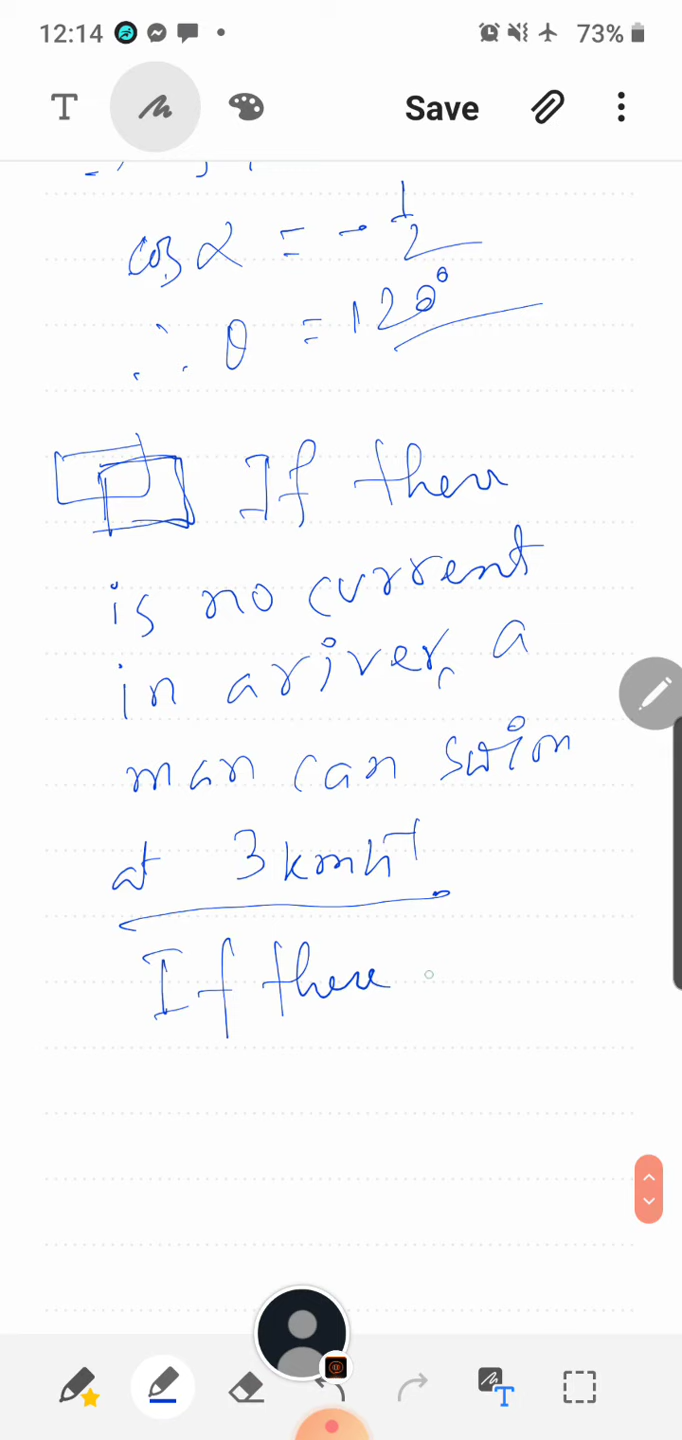 12:14 73%
T Save
cos α = - 1/2
∴ θ = 120°
If there
is no current
in a river, a
man can swim
at 3 kmh⁻¹
If there
T